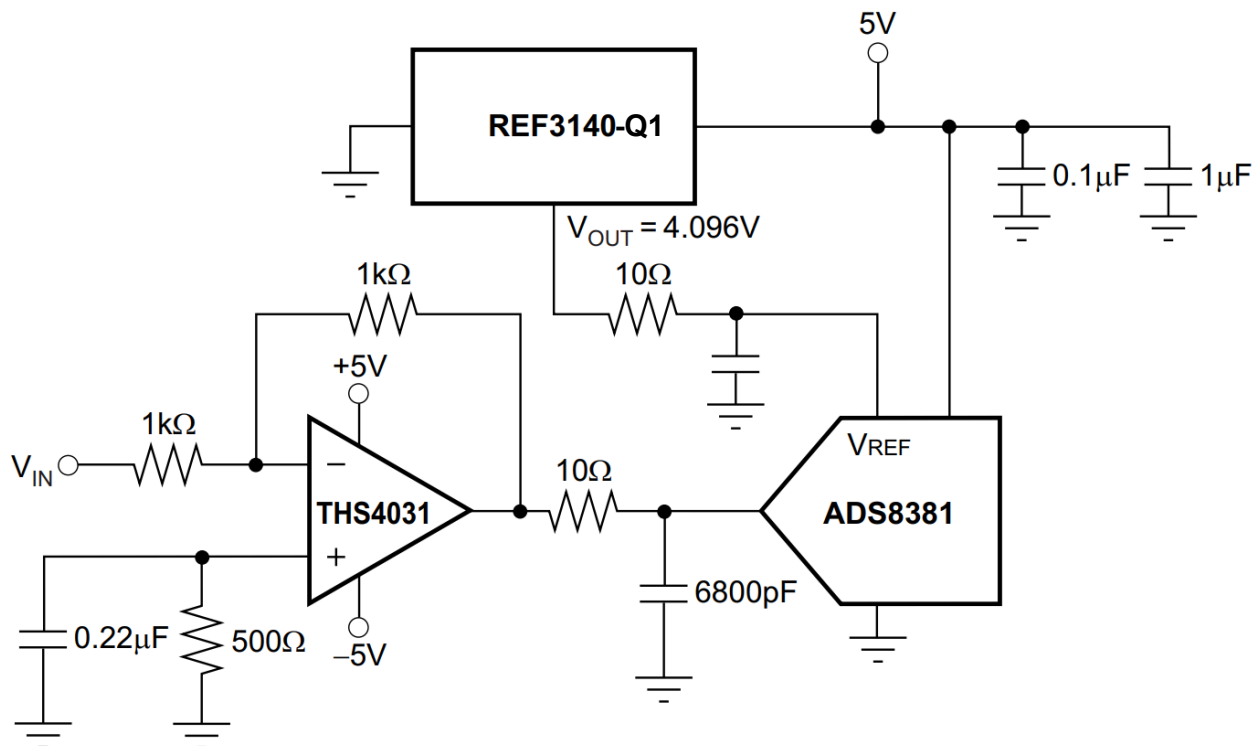 5V
REF3140-Q1
0.1μF
1μF
VOUT = 4.096V
1kΩ
10Ω
+5V
1kΩ
VREF
VIN
−
10Ω
THS4031
ADS8381
+
6800pF
0.22μF
500Ω
−5V